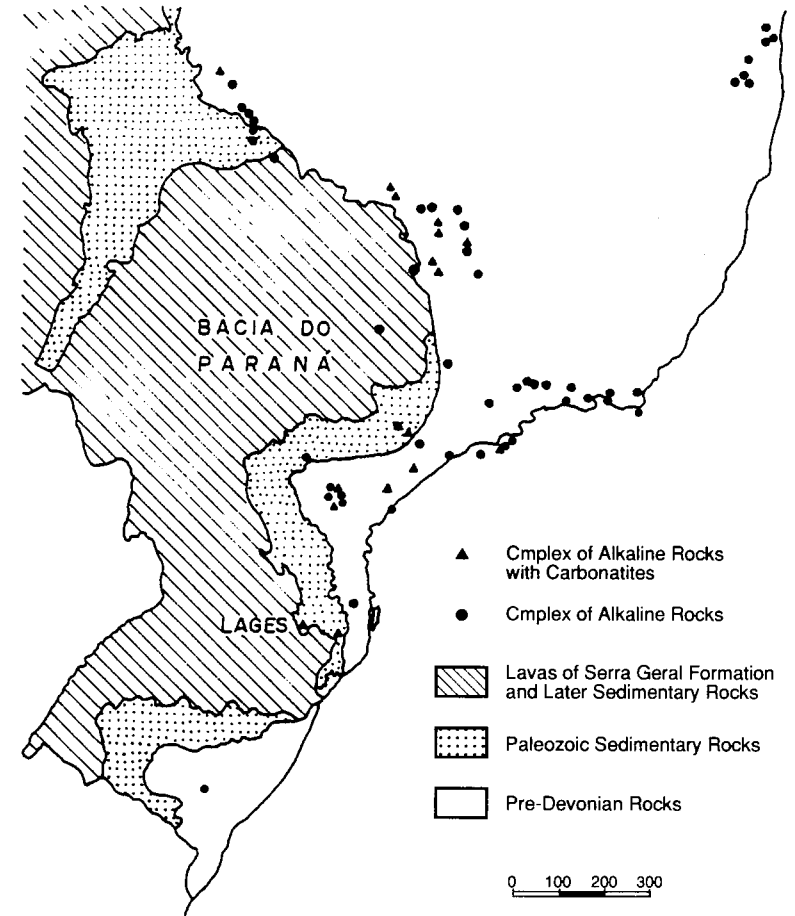 BACIA DO
PARANÁ
LAGES
Cmplex of Alkaline Rocks
with Carbonatites
Cmplex of Alkaline Rocks
Lavas of Serra Geral Formation
and Later Sedimentary Rocks
Paleozoic Sedimentary Rocks
Pre-Devonian Rocks
0 100 200 300